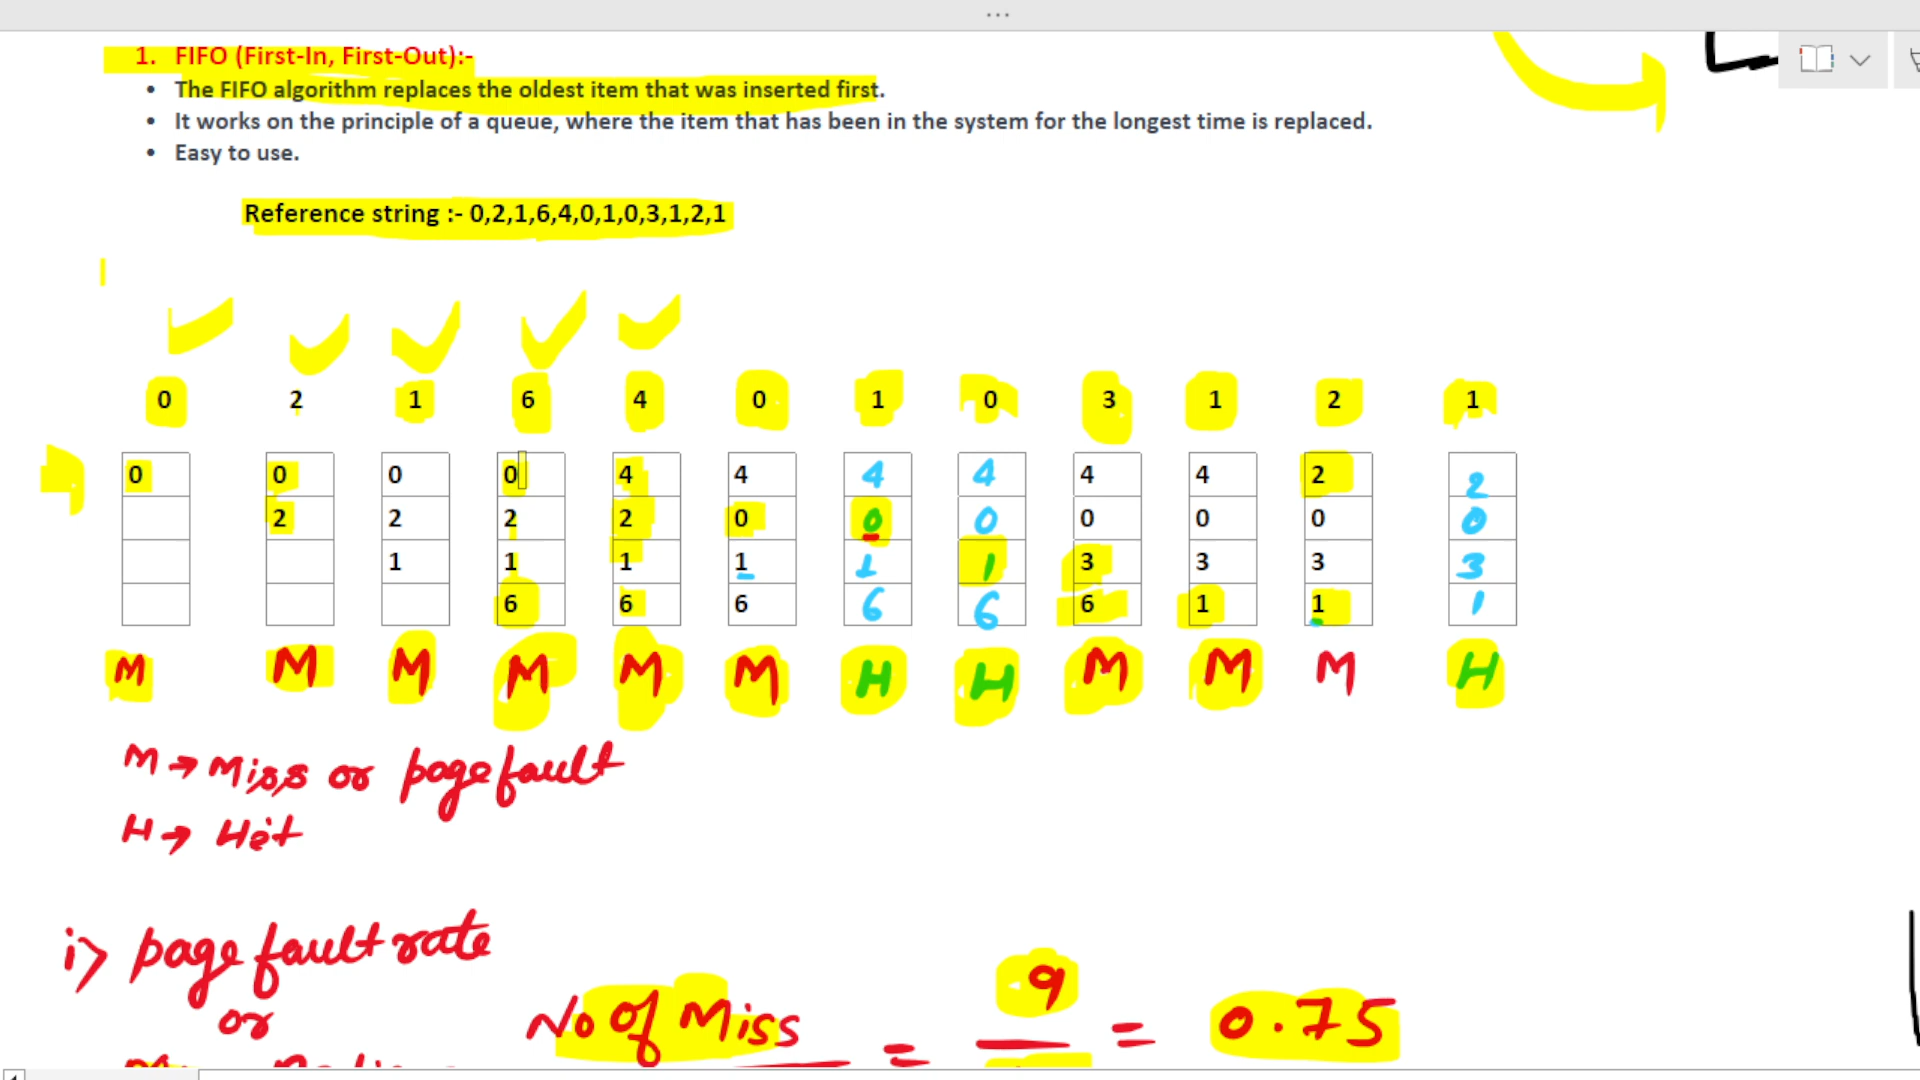 1. FIFO (First-In, First-Out):-
• The FIFO algorithm replaces the oldest item that was inserted first.
• It works on the principle of a queue, where the item that has been in the system for the longest time is replaced.
• Easy to use.
Reference string :- 0,2,1,6,4,0,1,0,3,1,2,1
0 2 1 6 4 0 1 0 3 1 2 1
0 0 0 0 4 4 4 4 4 4 2 2
2 2 2 2 0 0 0 0 0 0 0
1 1 1 1 1 1 3 3 3 3
6 6 6 6 6 6 1 1 1
M M M M M M H H M M M H
M → Miss or page fault
H → Hit
i) page fault rate
or
No of Miss = 9 = 0.75